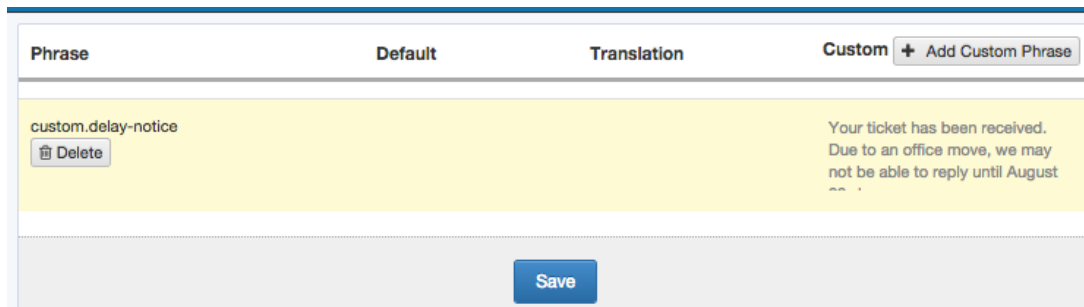 Phrase Default Translation Custom + Add Custom Phrase
custom.delay-notice
Delete
Your ticket has been received.
Due to an office move, we may
not be able to reply until August
Save